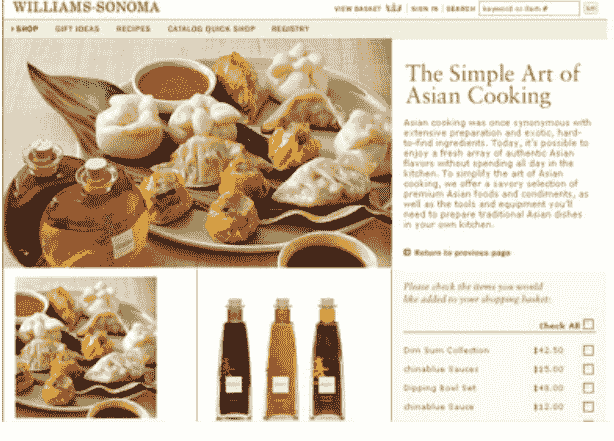 WILLIAMS-SONOMA
VIEW BASKET SIGN IN SEARCH keyword or item #
SHOP GIFT IDEAS RECIPES CATALOG QUICK SHOP REGISTRY
The Simple Art of
Asian Cooking
Asian cooking was once synonymous with
extensive preparation and exotic, hard-
to-find ingredients. Today, it's possible to
enjoy a fresh array of authentic Asian
flavors without spending all day in the
kitchen. To simplify the art of Asian
cooking, we offer a savory selection of
premium Asian foods and condiments, as
well as the tools and equipment you'll
need to prepare traditional Asian dishes
in your own kitchen.
Return to previous page
Please check the items you would
like added to your shopping basket:
Check All
Dim Sum Collection $42.50
chinablue Sauces $35.00
Dipping Bowl Set $48.00
chinablue Sauce $12.00